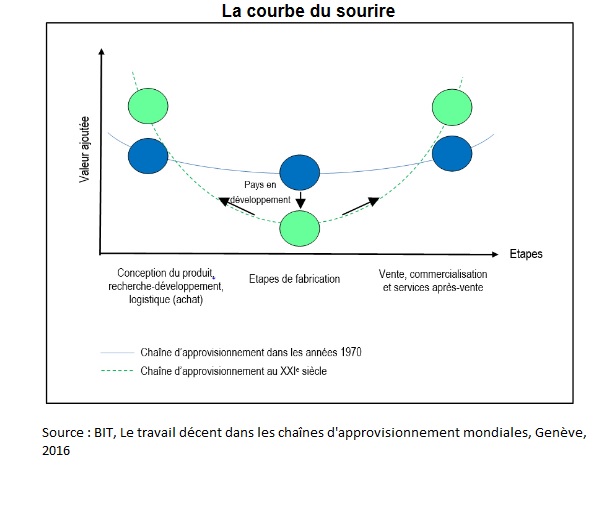 La courbe du sourire
Valeur ajoutée
Pays en
développement
Etapes
Conception du produit,
recherche-développement,
logistique (achat)
Etapes de fabrication
Vente, commercialisation
et services aprés-vente
Chaîne d'approvisionnement dans les années 1970
Chaîne d'approvisionnement au XXIᵉ siècle
Source : BIT, Le travail décent dans les chaînes d'approvisionnement mondiales, Genève,
2016